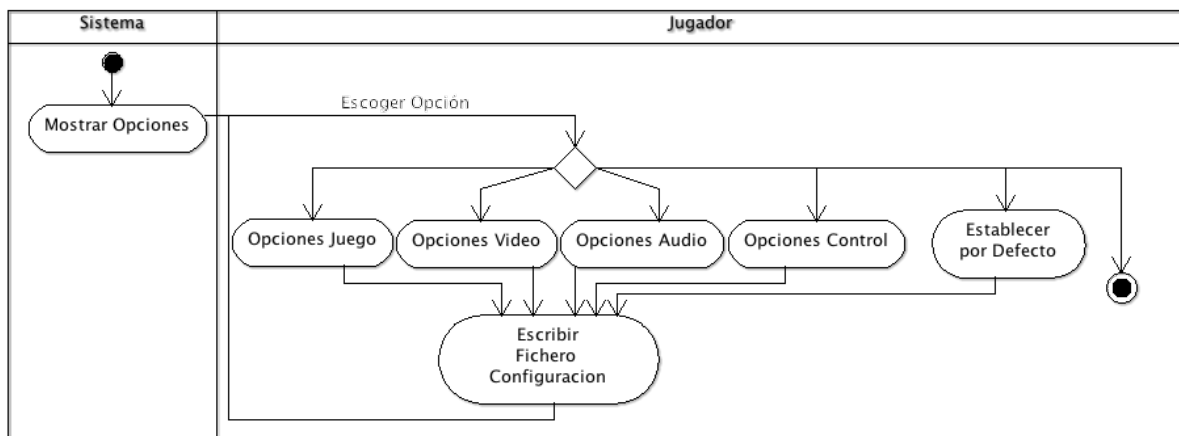 Sistema
Jugador
Escoger Opción
Mostrar Opciones
Opciones Juego
Opciones Video
Opciones Audio
Opciones Control
Establecer
por Defecto
Escribir
Fichero
Configuracion